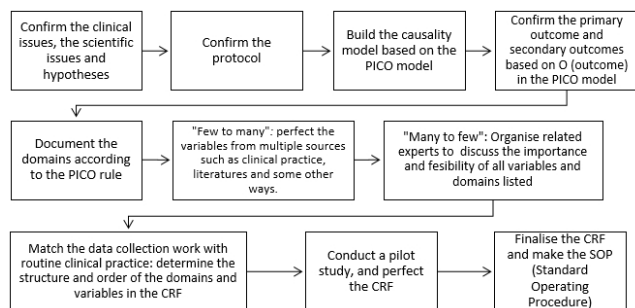 Confirm the clinical
issues, the scientific
issues and
hypotheses
Confirm the
protocol
Build the causality
model based on the
PICO model
Confirm the primary
outcome and
secondary outcomes
based on O (outcome)
in the PICO model
Document the
domains according
to the PICO rule
"Few to many": perfect the
variables from multiple sources
such as clinical practice,
literatures and some other
ways.
"Many to few": Organise related
experts to discuss the importance
and fesibility of all variables and
domains listed
Match the data collection work with
routine clinical practice: determine the
structure and order of the domains and
variables in the CRF
Conduct a pilot
study, and perfect
the CRF
Finalise the CRF
and make the SOP
(Standard
Operating
Procedure)